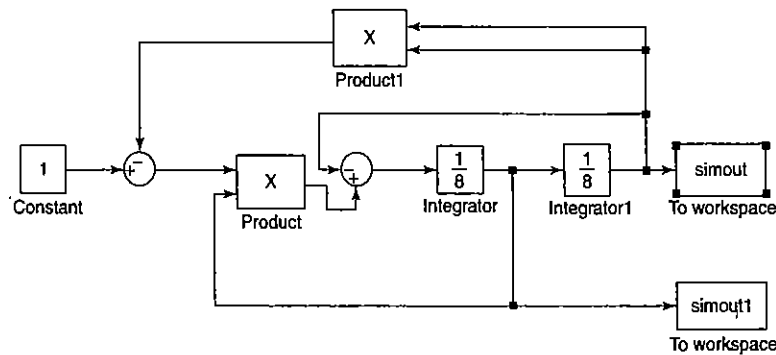 X
Product1
1
Constant
+
−
X
Product
−
+
1
8
Integrator
1
8
Integrator1
simout
To workspace
simout1
To workspace